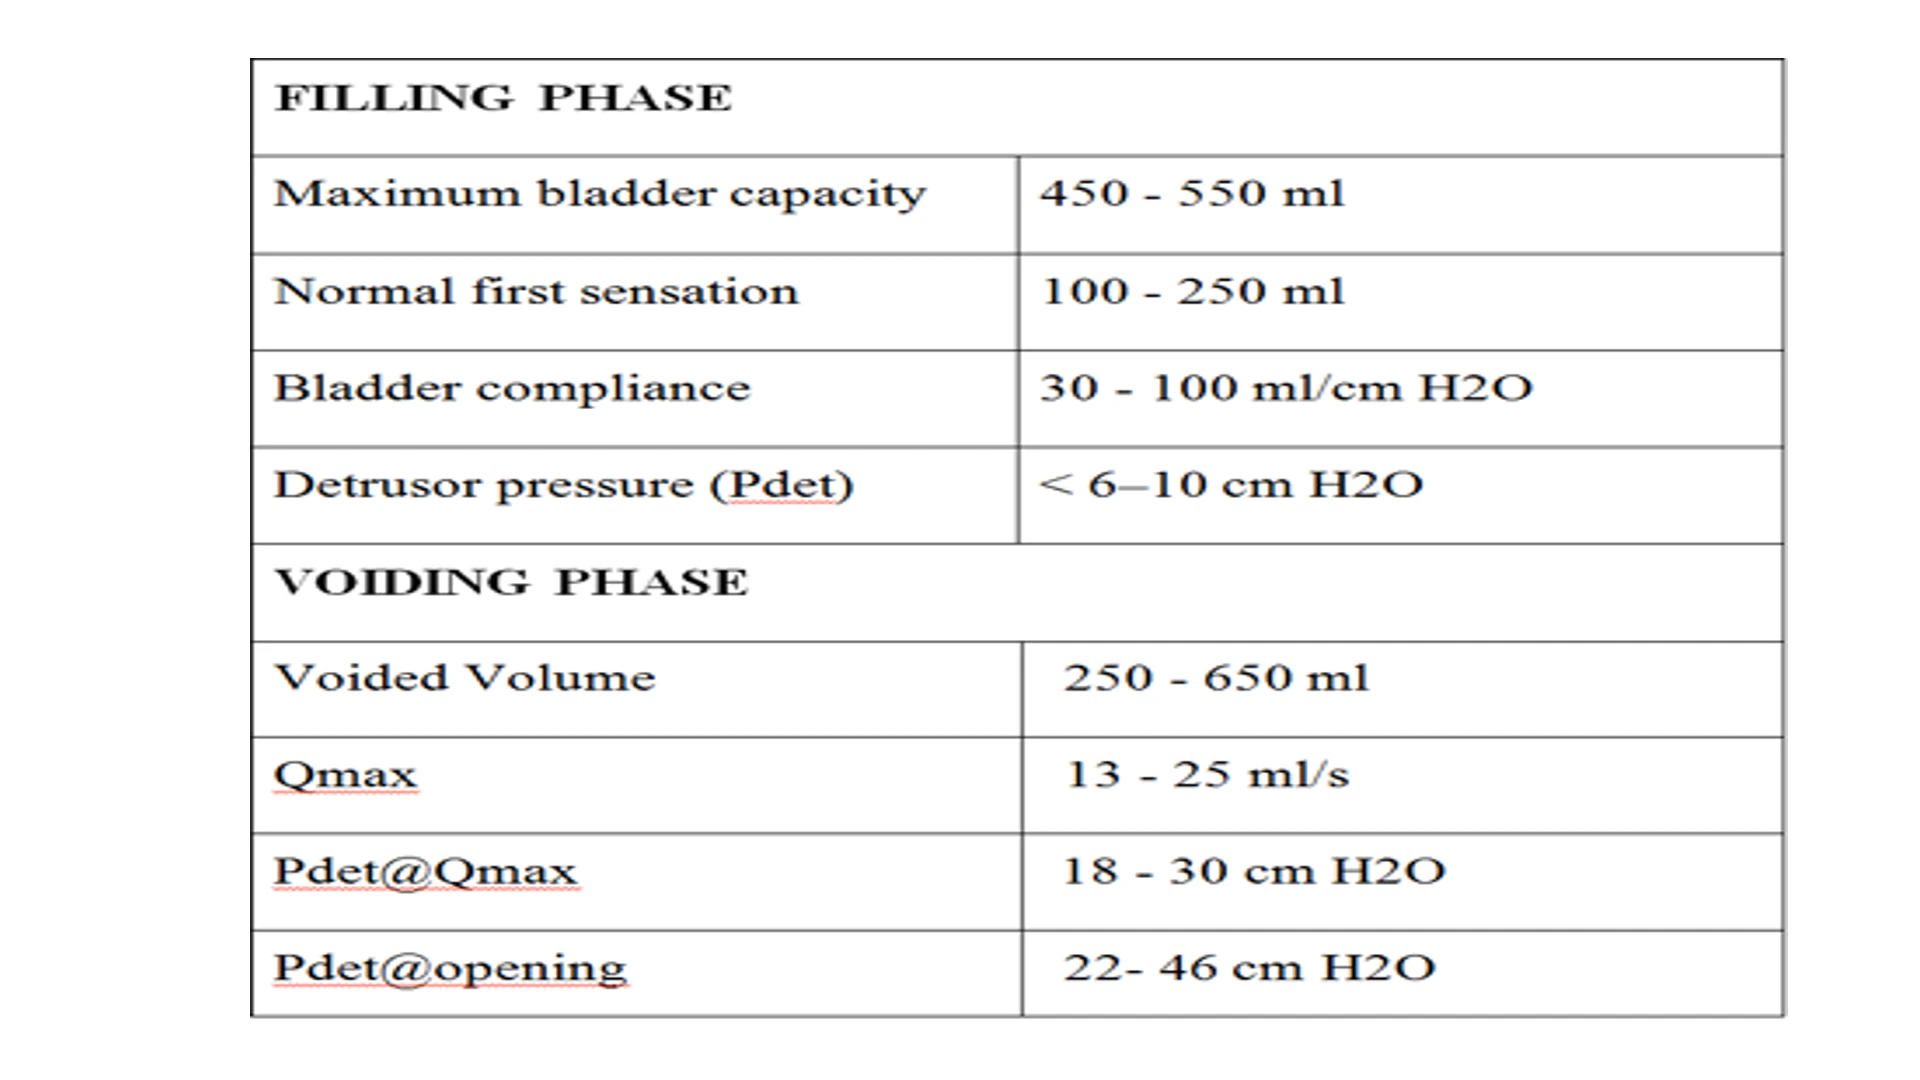 FILLING PHASE
Maximum bladder capacity 450 - 550 ml
Normal first sensation 100 - 250 ml
Bladder compliance 30 - 100 ml/cm H2O
Detrusor pressure (Pdet) < 6–10 cm H2O
VOIDING PHASE
Voided Volume 250 - 650 ml
Qmax 13 - 25 ml/s
Pdet@Qmax 18 - 30 cm H2O
Pdet@opening 22- 46 cm H2O